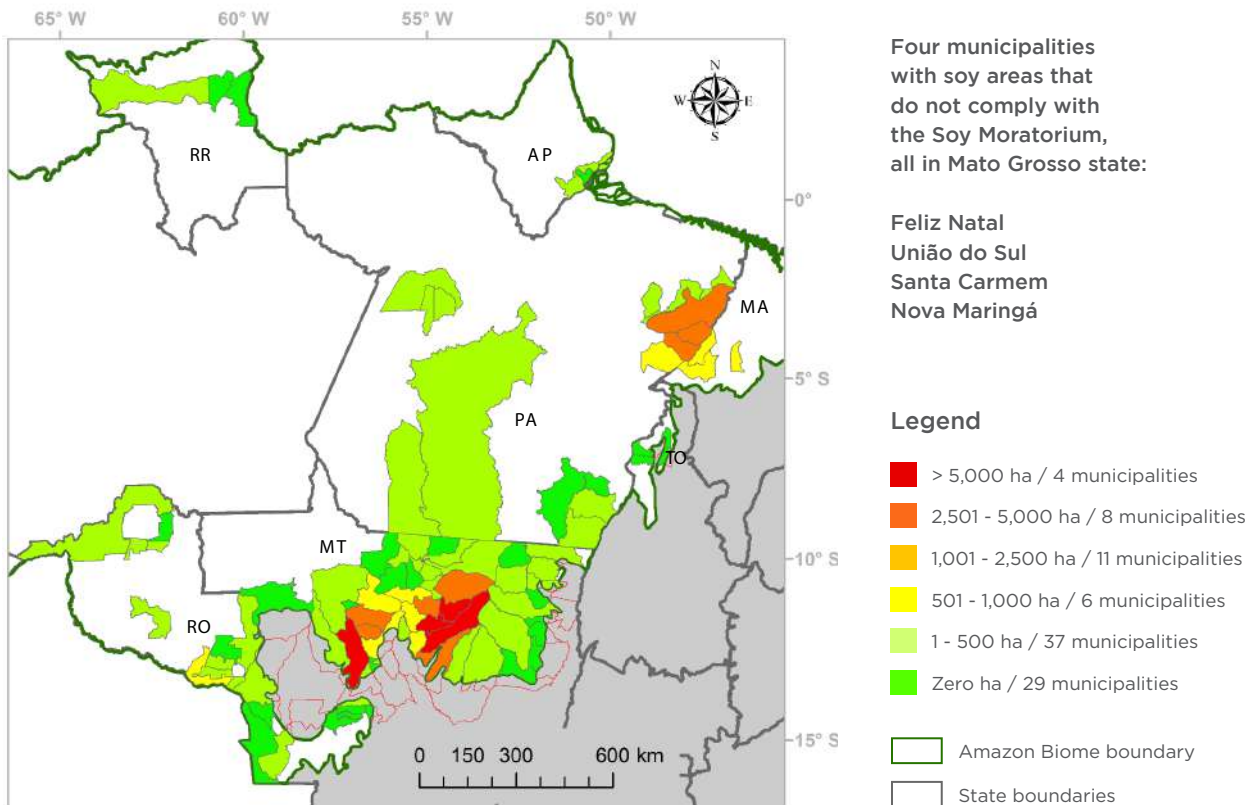 65° W 60° W 55° W 50° W
N
W E
S
RR
AP
0°
MA
PA
5° S
TO
MT
10° S
RO
15° S
0 150 300 600 km
Four municipalities
with soy areas that
do not comply with
the Soy Moratorium,
all in Mato Grosso state:
Feliz Natal
União do Sul
Santa Carmem
Nova Maringá
Legend
> 5,000 ha / 4 municipalities
2,501 - 5,000 ha / 8 municipalities
1,001 - 2,500 ha / 11 municipalities
501 - 1,000 ha / 6 municipalities
1 - 500 ha / 37 municipalities
Zero ha / 29 municipalities
Amazon Biome boundary
State boundaries